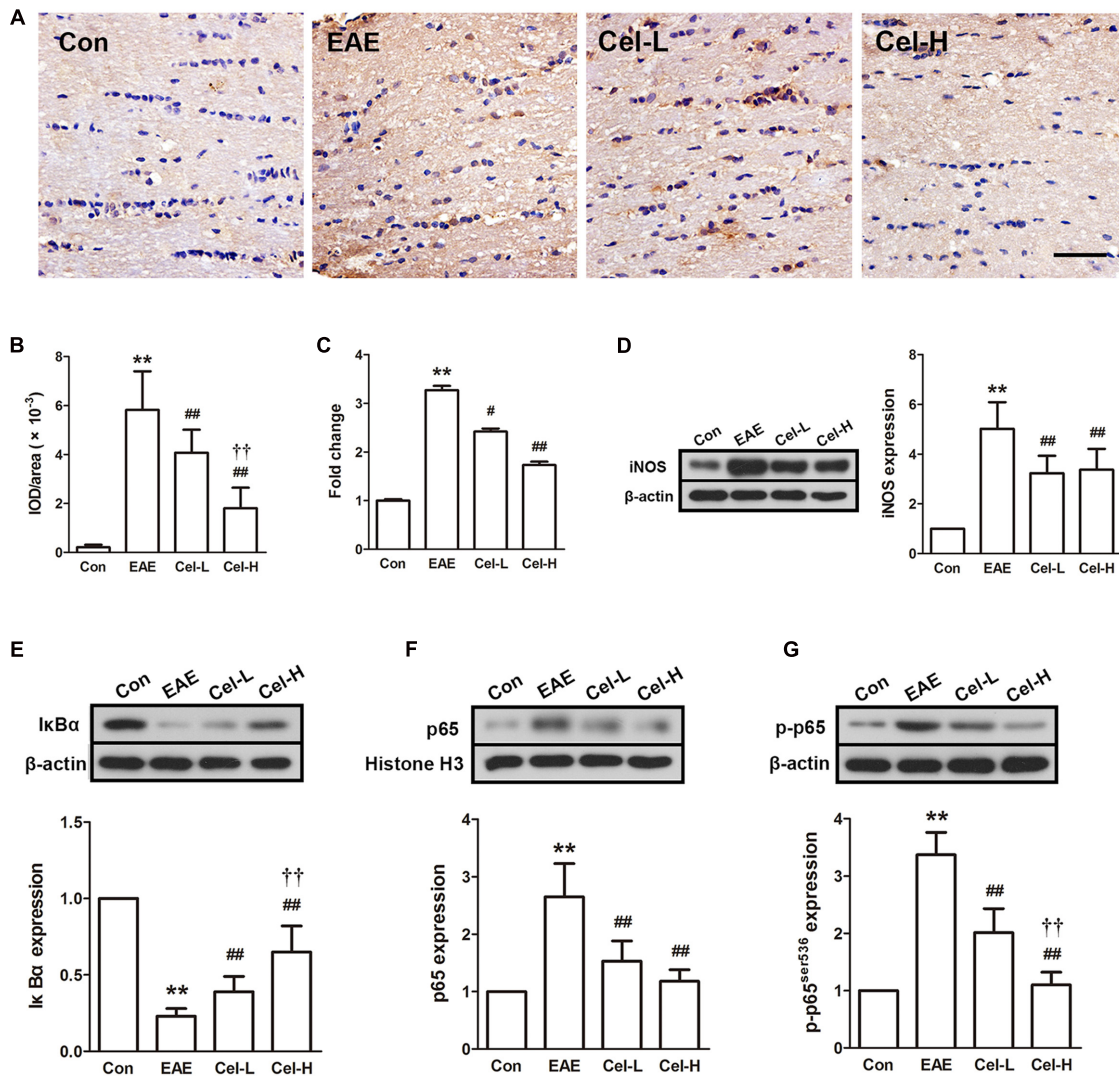 A
Con
EAE
Cel-L
Cel-H
B
IOD/area ( × 10⁻³)
8
6
4
2
0
**
##
††
##
Con EAE Cel-L Cel-H
C
Fold change
4
3
2
1
0
**
#
##
Con EAE Cel-L Cel-H
D
Con EAE Cel-L Cel-H
iNOS
β-actin
iNOS expression
8
6
4
2
0
**
##
##
Con EAE Cel-L Cel-H
E
Con EAE Cel-L Cel-H
IκBα
β-actin
Iκ Bα expression
1.5
1.0
0.5
0.0
**
##
††
##
Con EAE Cel-L Cel-H
F
Con EAE Cel-L Cel-H
p65
Histone H3
p65 expression
4
3
2
1
0
**
##
##
Con EAE Cel-L Cel-H
G
Con EAE Cel-L Cel-H
p-p65
β-actin
p-p65ˢᵉʳ⁵³⁶ expression
4
3
2
1
0
**
##
††
##
Con EAE Cel-L Cel-H